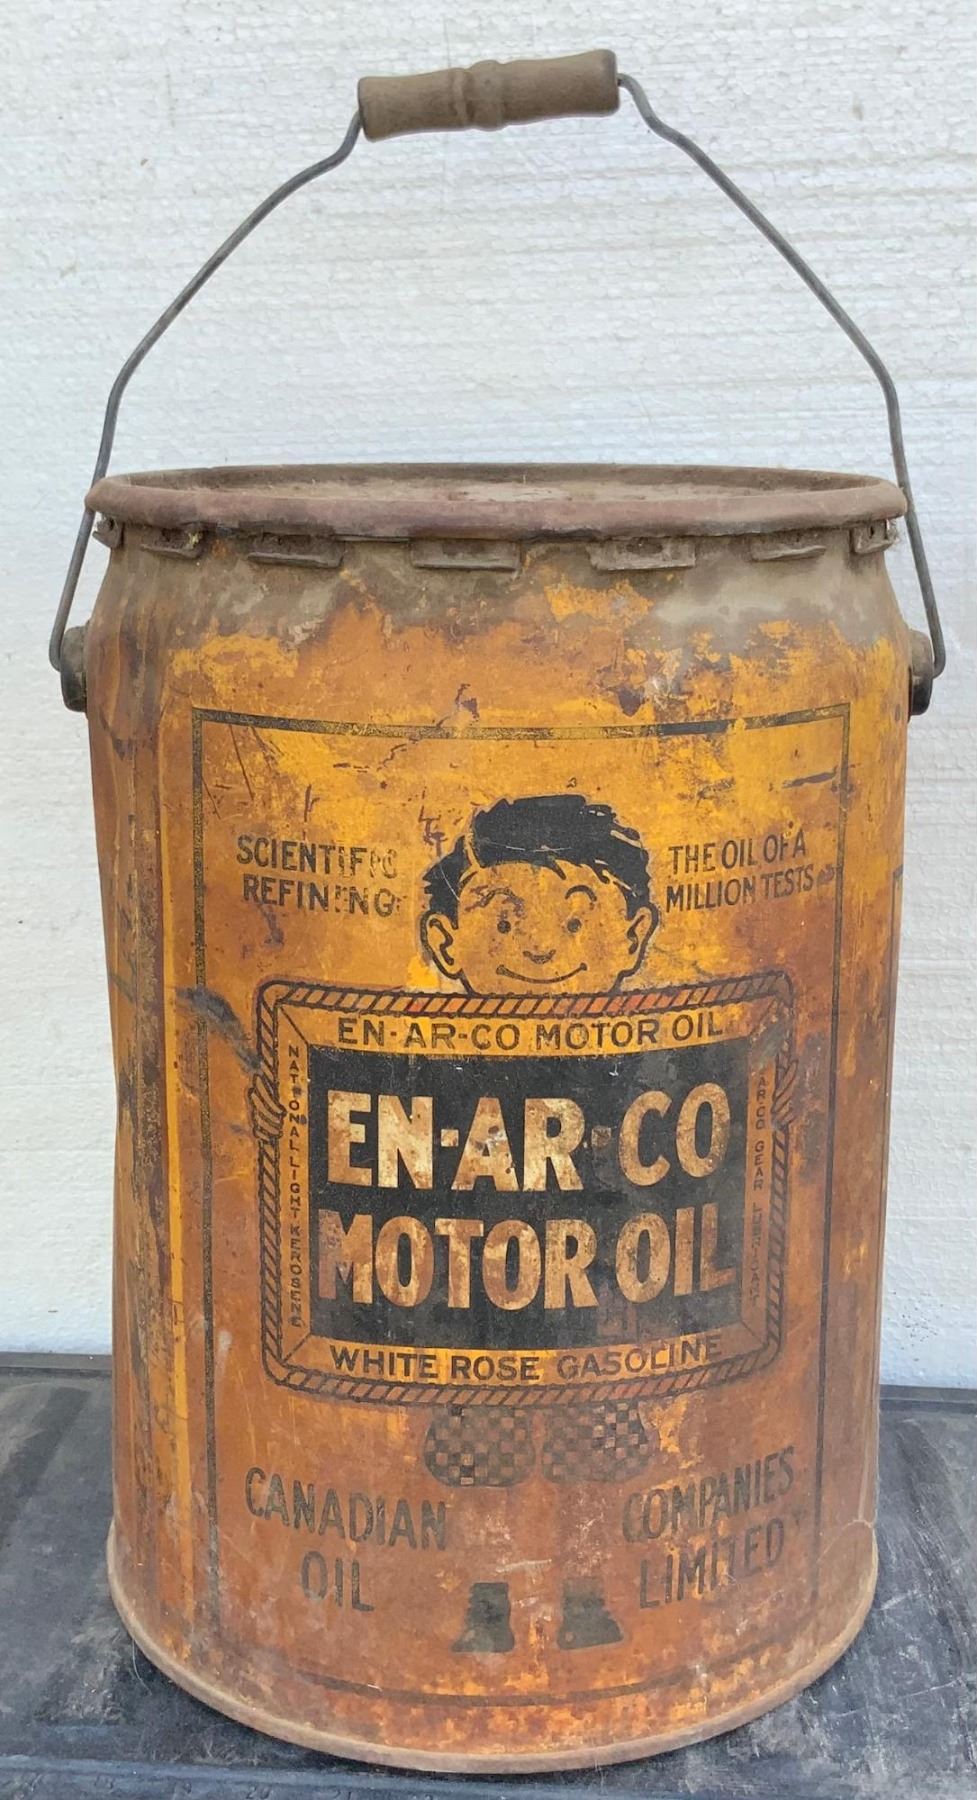 SCIENTIFIC
REFINING
THE OIL OF A
MILLION TESTS
EN-AR-CO MOTOR OIL
NATIONAL LIGHT KEROSENE
EN-AR-CO
MOTOR OIL
GEAR
WHITE ROSE GASOLINE
CANADIAN
OIL
COMPANIES
LIMITED